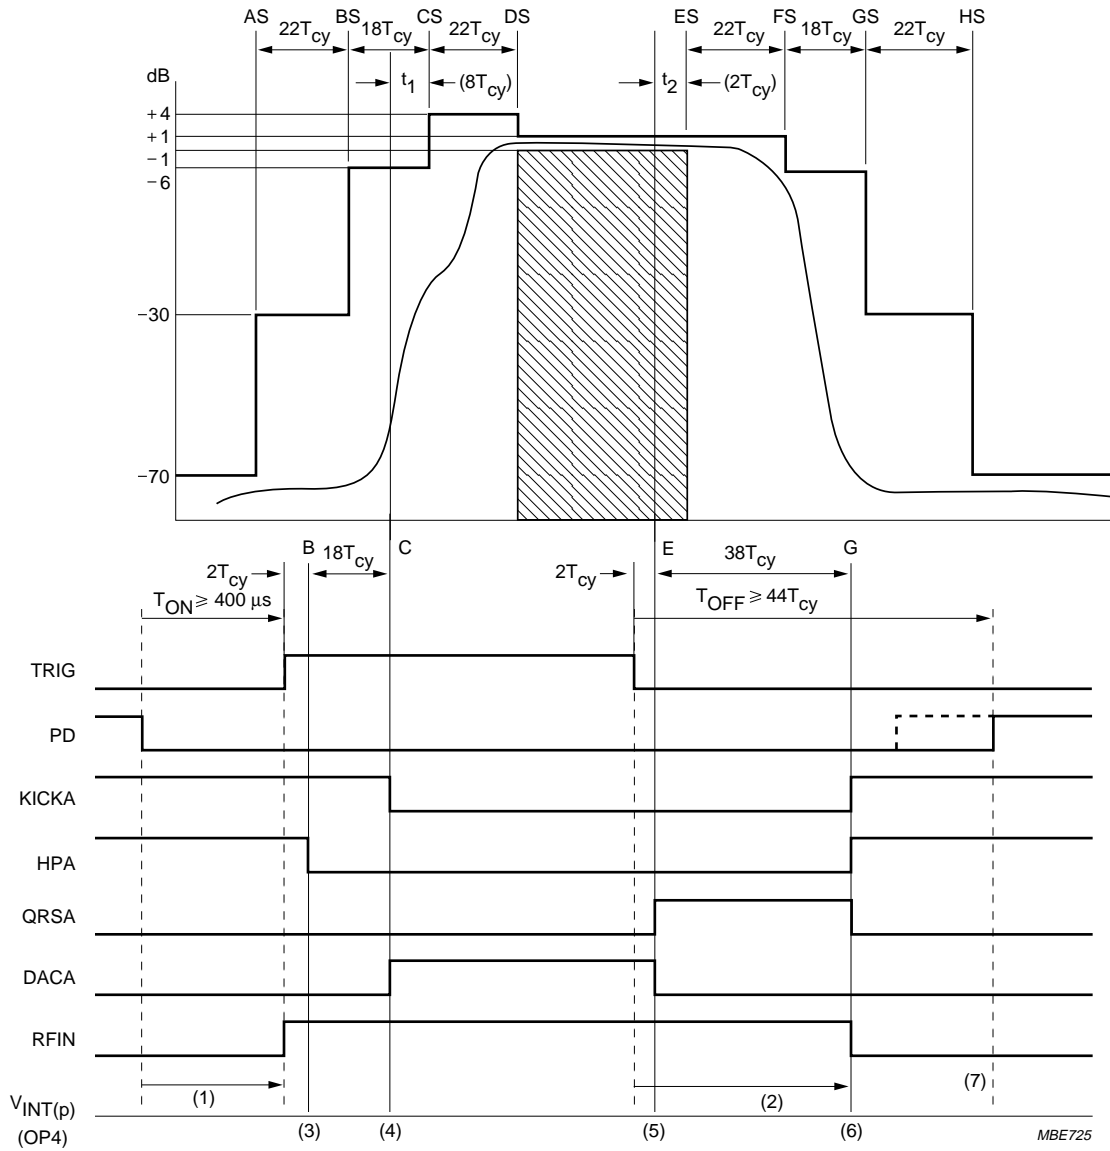 AS BS CS DS ES FS GS HS
22Tcy 18Tcy 22Tcy 22Tcy 18Tcy 22Tcy
dB t1 (8Tcy) t2 (2Tcy)
+4
+1
−1
−6
−30
−70
B 18Tcy C E 38Tcy G
2Tcy 2Tcy
TON ⩾ 400 µs TOFF ⩾ 44Tcy
TRIG
PD
KICKA
HPA
QRSA
DACA
RFIN
(1) (2) (7)
VINT(p)
(OP4) (3) (4) (5) (6) MBE725